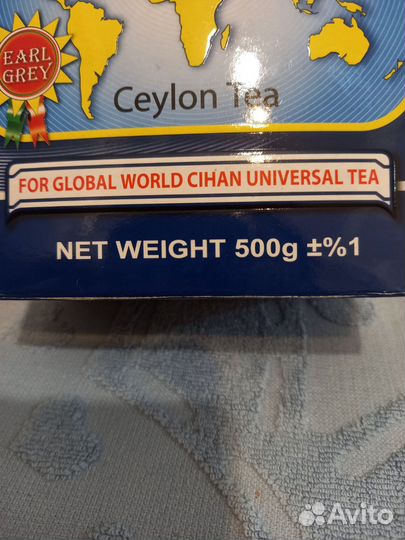 EARL
GREY
Ceylon Tea
FOR GLOBAL WORLD CIHAN UNIVERSAL TEA
NET WEIGHT 500g ±%1
Avito